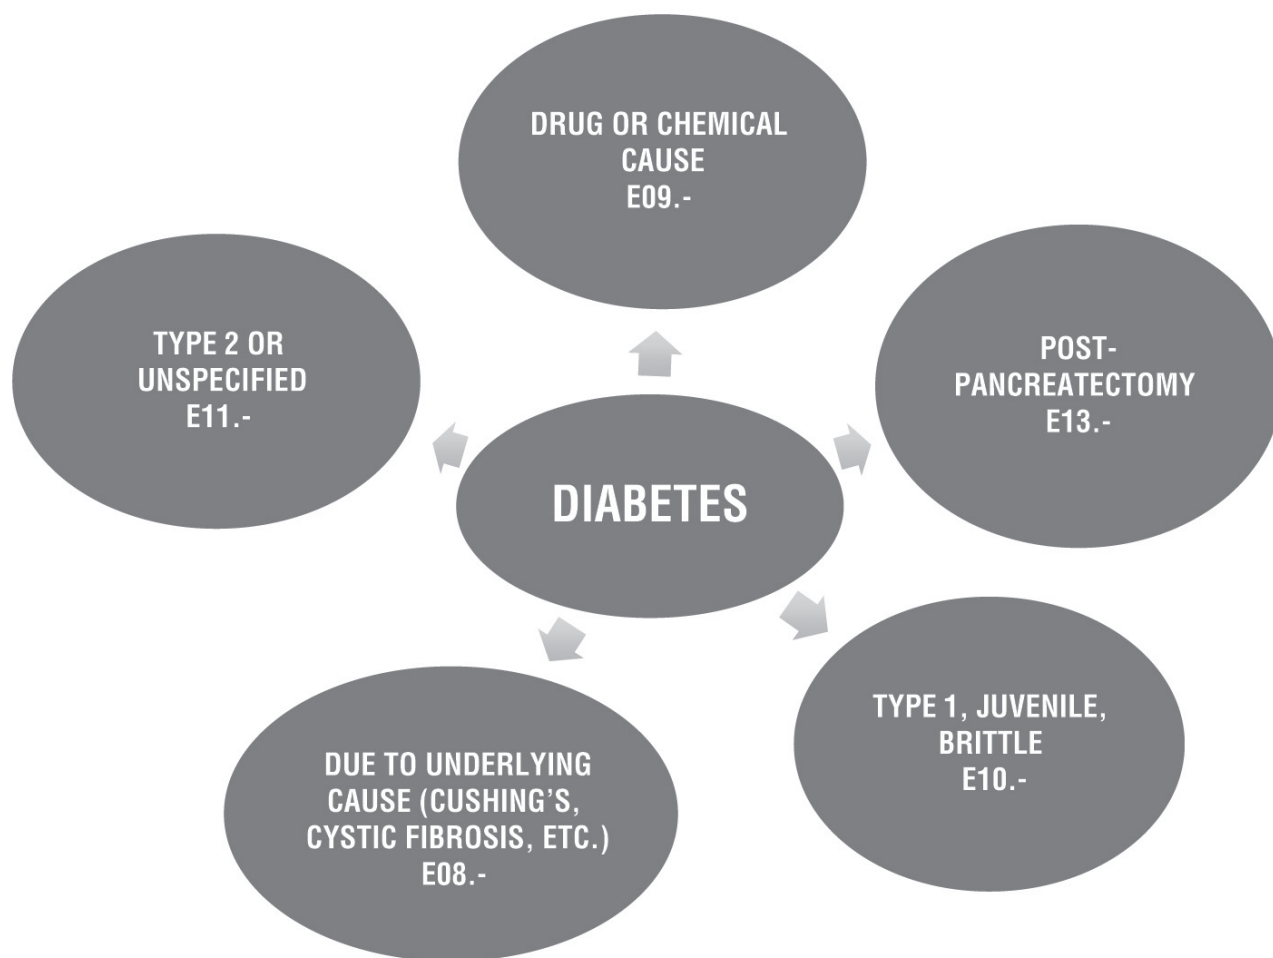 DRUG OR CHEMICAL
CAUSE
E09.-
TYPE 2 OR
UNSPECIFIED
E11.-
POST-
PANCREATECTOMY
E13.-
DIABETES
TYPE 1, JUVENILE,
BRITTLE
E10.-
DUE TO UNDERLYING
CAUSE (CUSHING’S,
CYSTIC FIBROSIS, ETC.)
E08.-